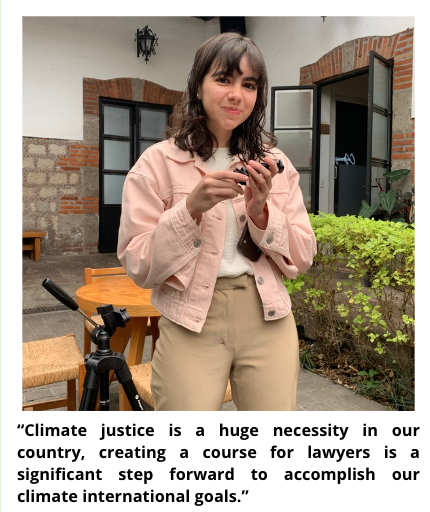 “Climate justice is a huge necessity in our
country, creating a course for lawyers is a
significant step forward to accomplish our
climate international goals.”